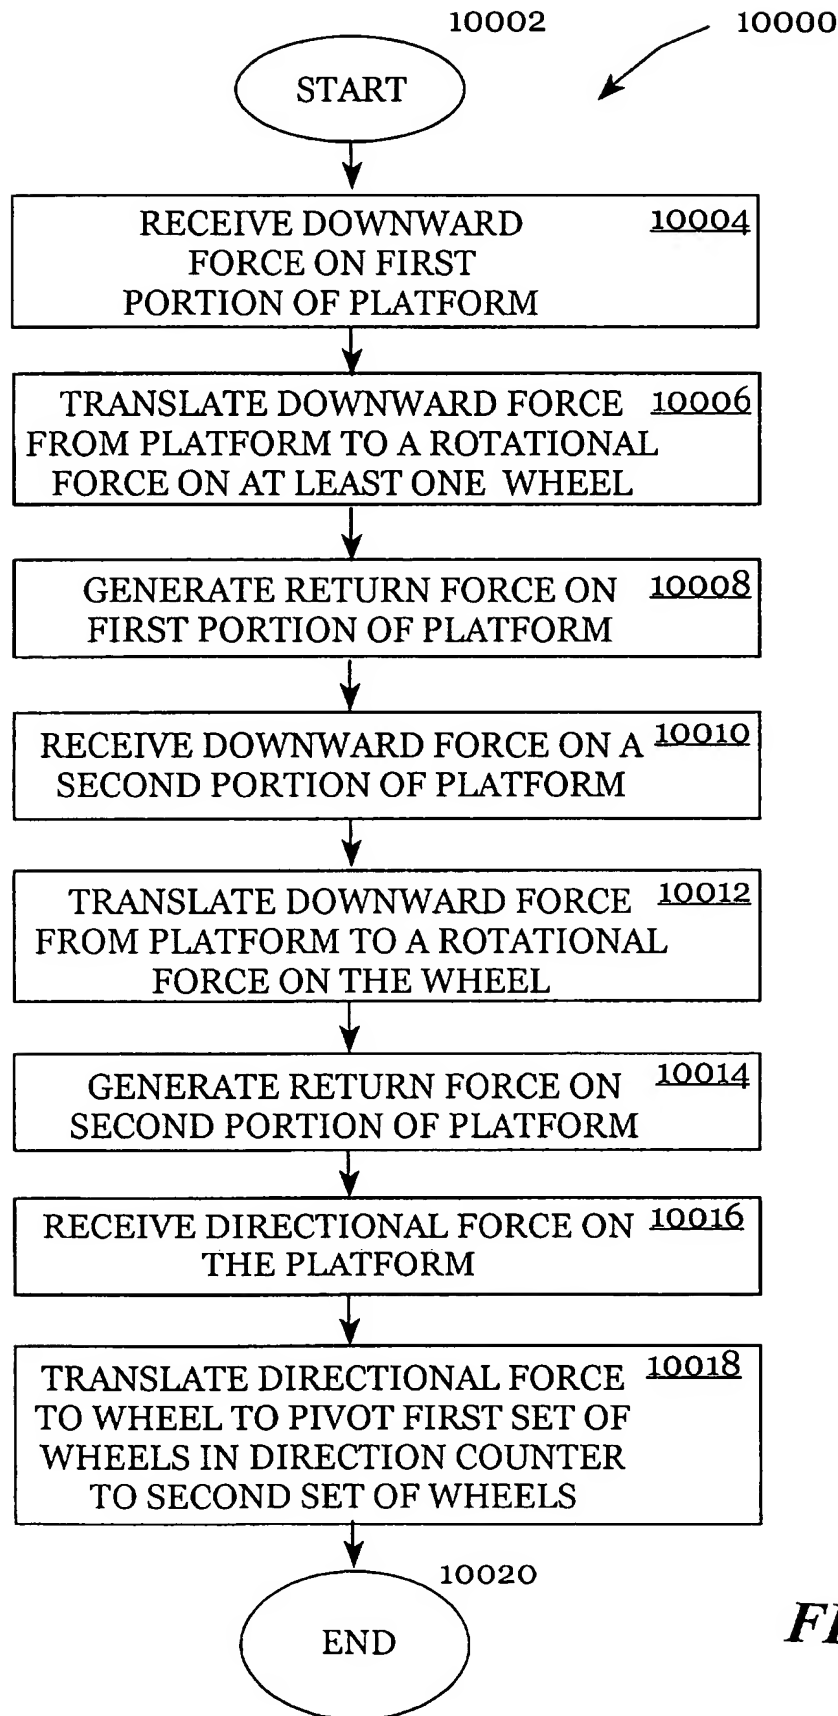 10002
10000
START
RECEIVE DOWNWARD 10004
FORCE ON FIRST
PORTION OF PLATFORM
TRANSLATE DOWNWARD FORCE 10006
FROM PLATFORM TO A ROTATIONAL
FORCE ON AT LEAST ONE WHEEL
GENERATE RETURN FORCE ON 10008
FIRST PORTION OF PLATFORM
RECEIVE DOWNWARD FORCE ON A 10010
SECOND PORTION OF PLATFORM
TRANSLATE DOWNWARD FORCE 10012
FROM PLATFORM TO A ROTATIONAL
FORCE ON THE WHEEL
GENERATE RETURN FORCE ON 10014
SECOND PORTION OF PLATFORM
RECEIVE DIRECTIONAL FORCE ON 10016
THE PLATFORM
TRANSLATE DIRECTIONAL FORCE 10018
TO WHEEL TO PIVOT FIRST SET OF
WHEELS IN DIRECTION COUNTER
TO SECOND SET OF WHEELS
10020
END